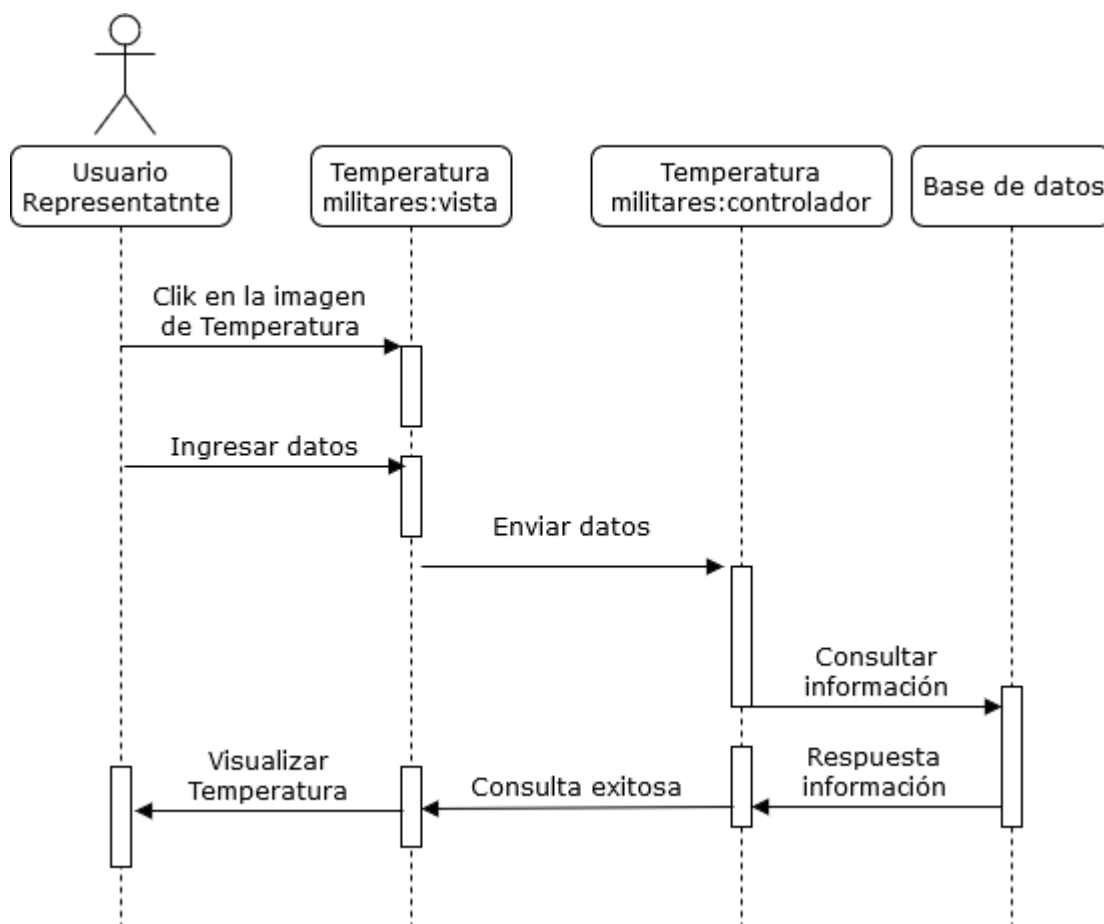 Usuario
Representatnte
Temperatura
militares:vista
Temperatura
militares:controlador
Base de datos
Clik en la imagen
de Temperatura
Ingresar datos
Enviar datos
Consultar
información
Respuesta
información
Consulta exitosa
Visualizar
Temperatura